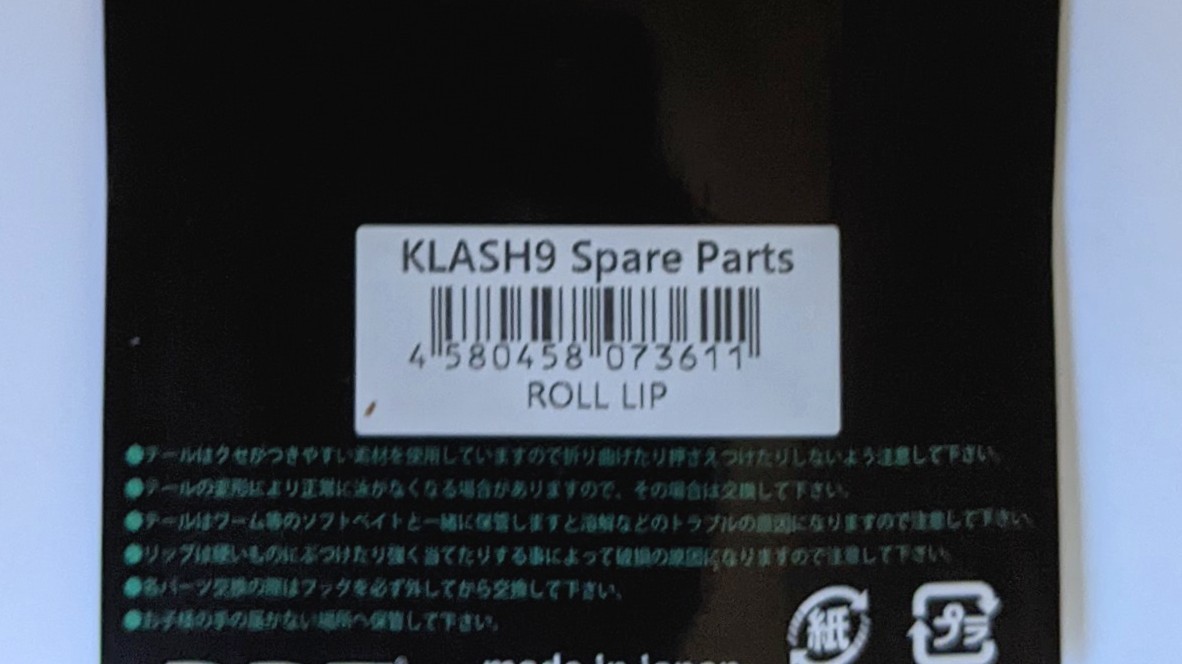 KLASH9 Spare Parts
4 580458 073611
ROLL LIP
●テールはクセがつきやすい素材を使用していますので折り曲げたり押さえつけたりしないよう注意して下さい。
●テールの変形により正常に泳がなくなる場合がありますので、その場合は交換して下さい。
●テールはワーム等のソフトベイトと一緒に保管しますと溶解などのトラブルの原因になりますので注意して下さい。
●リップは硬いものにぶつけたり強く当てたりする事によって破損の原因になりますので注意して下さい。
●各パーツ交換の際はフックを必ず外してから交換して下さい。
●お子様の手の届かない場所へ保管して下さい。
紙
プラ
made in Japan